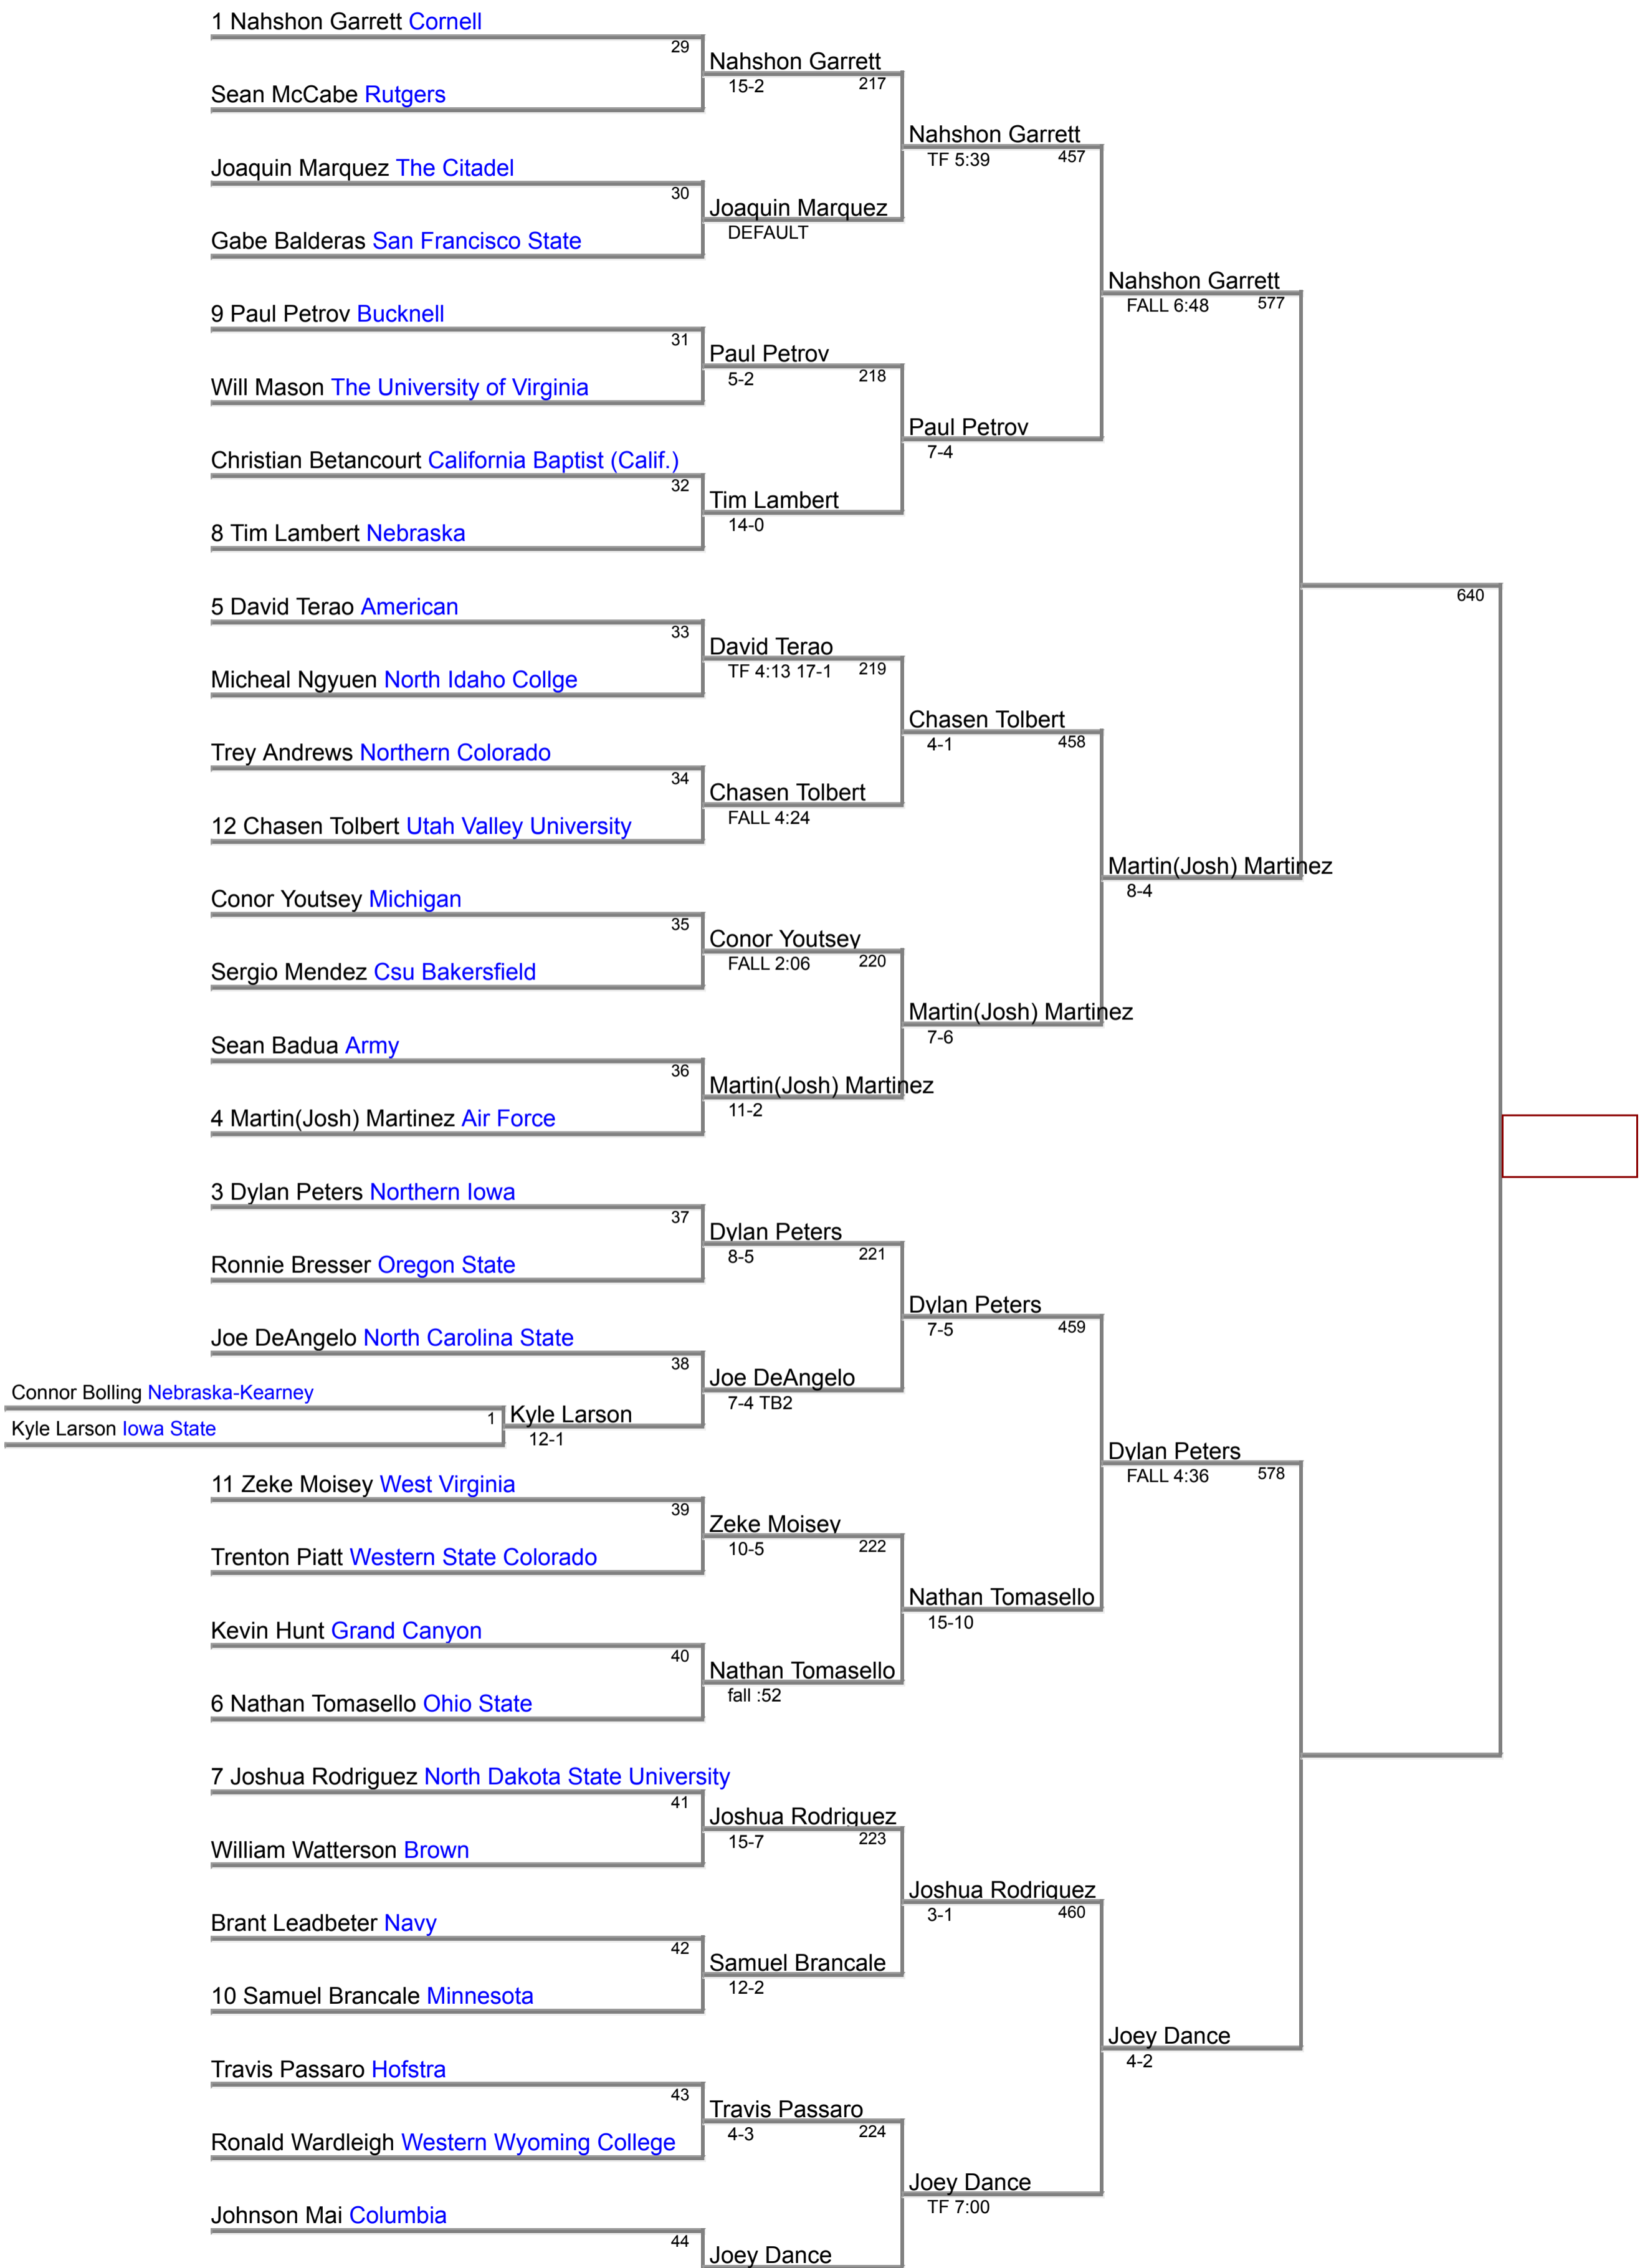 1 Nahshon Garrett Cornell
29
Nahshon Garrett
15-2 217
Sean McCabe Rutgers
Nahshon Garrett
TF 5:39 457
Joaquin Marquez The Citadel
30
Joaquin Marquez
DEFAULT
Gabe Balderas San Francisco State
Nahshon Garrett
FALL 6:48 577
9 Paul Petrov Bucknell
31
Paul Petrov
5-2 218
Will Mason The University of Virginia
Paul Petrov
7-4
Christian Betancourt California Baptist (Calif.)
32
Tim Lambert
14-0
8 Tim Lambert Nebraska
640
5 David Terao American
33
David Terao
TF 4:13 17-1 219
Micheal Ngyuen North Idaho Collge
Chasen Tolbert
4-1 458
Trey Andrews Northern Colorado
34
Chasen Tolbert
FALL 4:24
12 Chasen Tolbert Utah Valley University
Martin(Josh) Martinez
8-4
Conor Youtsey Michigan
35
Conor Youtsey
FALL 2:06 220
Sergio Mendez Csu Bakersfield
Martin(Josh) Martinez
7-6
Sean Badua Army
36
Martin(Josh) Martinez
11-2
4 Martin(Josh) Martinez Air Force
3 Dylan Peters Northern Iowa
37
Dylan Peters
8-5 221
Ronnie Bresser Oregon State
Dylan Peters
7-5 459
Joe DeAngelo North Carolina State
38
Joe DeAngelo
7-4 TB2
Connor Bolling Nebraska-Kearney
1 Kyle Larson
12-1
Kyle Larson Iowa State
Dylan Peters
FALL 4:36 578
11 Zeke Moisey West Virginia
39
Zeke Moisey
10-5 222
Trenton Piatt Western State Colorado
Nathan Tomasello
15-10
Kevin Hunt Grand Canyon
40
Nathan Tomasello
fall :52
6 Nathan Tomasello Ohio State
7 Joshua Rodriguez North Dakota State University
41
Joshua Rodriguez
15-7 223
William Watterson Brown
Joshua Rodriguez
3-1 460
Brant Leadbeter Navy
42
Samuel Brancale
12-2
10 Samuel Brancale Minnesota
Joey Dance
4-2
Travis Passaro Hofstra
43
Travis Passaro
4-3 224
Ronald Wardleigh Western Wyoming College
Joey Dance
TF 7:00
Johnson Mai Columbia
44
Joey Dance